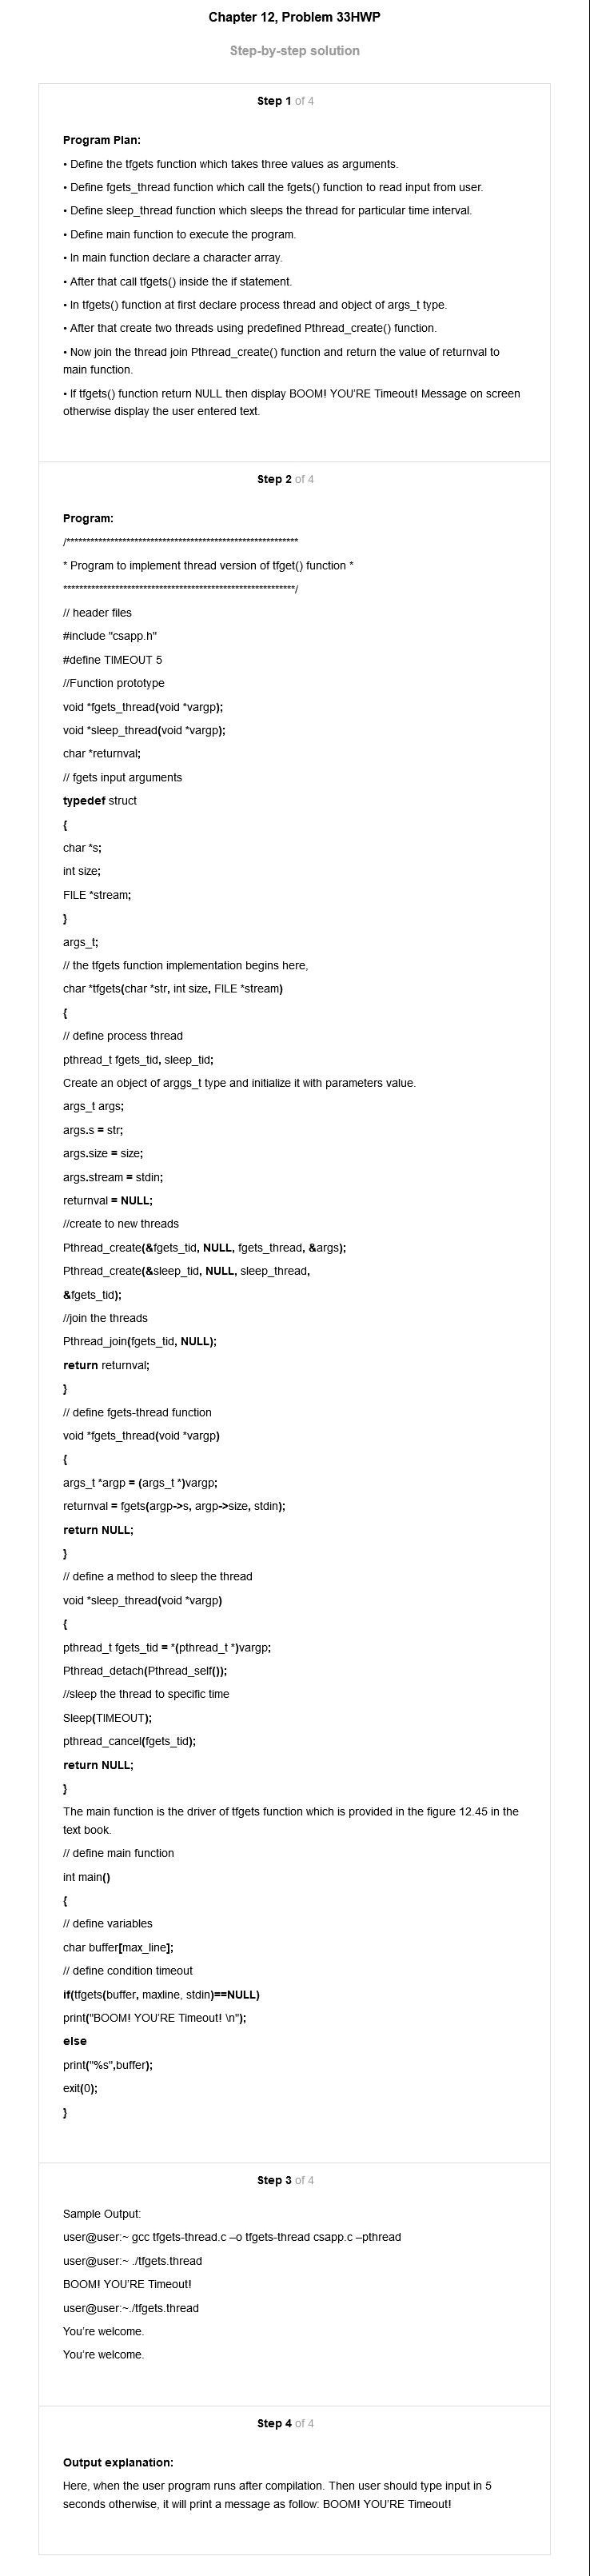 Chapter 12, Problem 33HWP
Step-by-step solution
Step 1 of 4
Program Plan:
• Define the tfgets function which takes three values as arguments.
• Define fgets_thread function which call the fgets() function to read input from user.
• Define sleep_thread function which sleeps the thread for particular time interval.
• Define main function to execute the program.
• In main function declare a character array.
• After that call tfgets() inside the if statement.
• In tfgets() function at first declare process thread and object of args_t type.
• After that create two threads using predefined Pthread_create() function.
• Now join the thread join Pthread_create() function and return the value of returnval to
main function.
• If tfgets() function return NULL then display BOOM! YOU'RE Timeout! Message on screen
otherwise display the user entered text.
Step 2 of 4
Program:
/**********************************************************
* Program to implement thread version of tfget() function *
**********************************************************/
// header files
#include "csapp.h"
#define TIMEOUT 5
//Function prototype
void *fgets_thread(void *vargp);
void *sleep_thread(void *vargp);
char *returnval;
// fgets input arguments
typedef struct
{
char *s;
int size;
FILE *stream;
}
args_t;
// the tfgets function implementation begins here,
char *tfgets(char *str, int size, FILE *stream)
{
// define process thread
pthread_t fgets_tid, sleep_tid;
Create an object of arggs_t type and initialize it with parameters value.
args_t args;
args.s = str;
args.size = size;
args.stream = stdin;
returnval = NULL;
//create to new threads
Pthread_create(&fgets_tid, NULL, fgets_thread, &args);
Pthread_create(&sleep_tid, NULL, sleep_thread,
&fgets_tid);
//join the threads
Pthread_join(fgets_tid, NULL);
return returnval;
}
// define fgets-thread function
void *fgets_thread(void *vargp)
{
args_t *argp = (args_t *)vargp;
returnval = fgets(argp->s, argp->size, stdin);
return NULL;
}
// define a method to sleep the thread
void *sleep_thread(void *vargp)
{
pthread_t fgets_tid = *(pthread_t *)vargp;
Pthread_detach(Pthread_self());
//sleep the thread to specific time
Sleep(TIMEOUT);
pthread_cancel(fgets_tid);
return NULL;
}
The main function is the driver of tfgets function which is provided in the figure 12.45 in the
text book.
// define main function
int main()
{
// define variables
char buffer[max_line];
// define condition timeout
if(tfgets(buffer, maxline, stdin)==NULL)
print("BOOM! YOU'RE Timeout! \n");
else
print("%s",buffer);
exit(0);
}
Step 3 of 4
Sample Output:
user@user:~ gcc tfgets-thread.c –o tfgets-thread csapp.c –pthread
user@user:~ ./tfgets.thread
BOOM! YOU'RE Timeout!
user@user:~./tfgets.thread
You're welcome.
You're welcome.
Step 4 of 4
Output explanation:
Here, when the user program runs after compilation. Then user should type input in 5
seconds otherwise, it will print a message as follow: BOOM! YOU'RE Timeout!